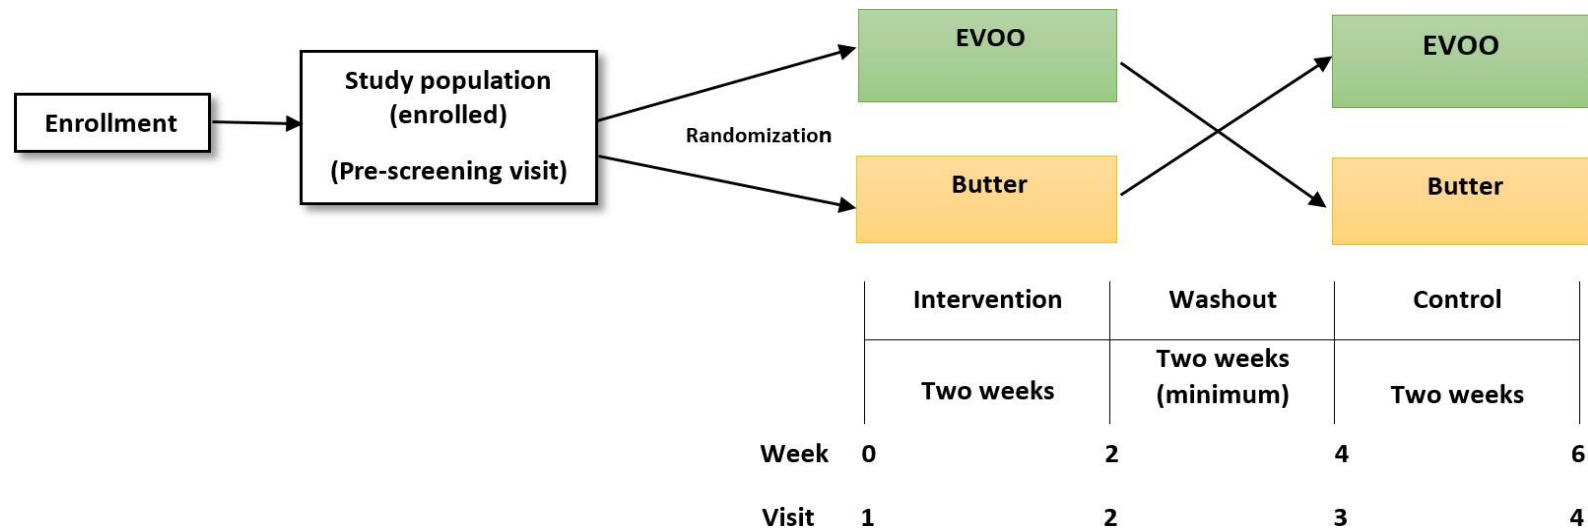 Enrollment
Study population
(enrolled)
(Pre-screening visit)
Randomization
EVOO
Butter
EVOO
Butter
Intervention Washout Control
Two weeks
Two weeks
(minimum)
Two weeks
Week 0 2 4 6
Visit 1 2 3 4